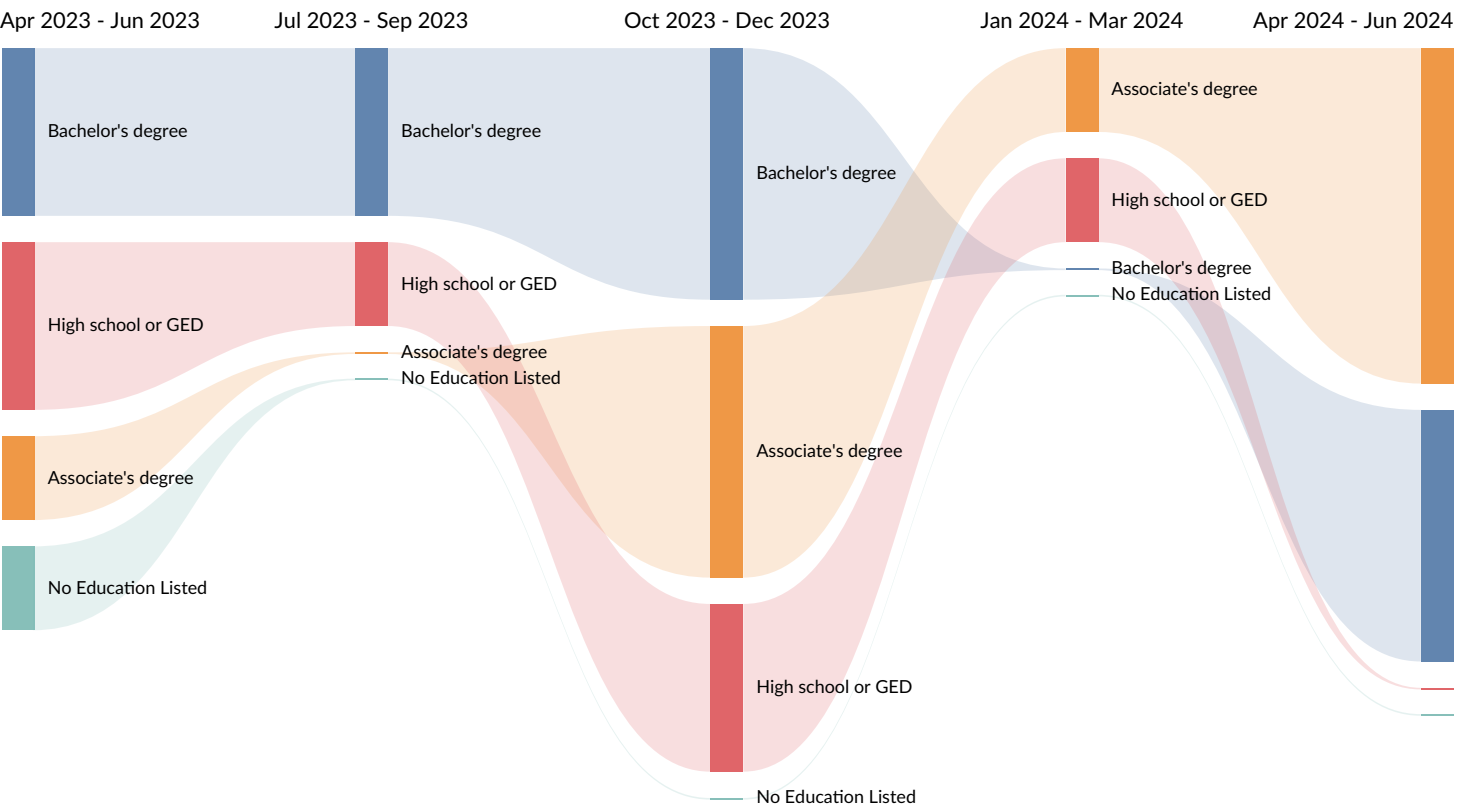 Apr 2023 - Jun 2023
Jul 2023 - Sep 2023
Oct 2023 - Dec 2023
Jan 2024 - Mar 2024
Apr 2024 - Jun 2024
Bachelor's degree
High school or GED
Associate's degree
No Education Listed
Bachelor's degree
High school or GED
Associate's degree
No Education Listed
Bachelor's degree
Associate's degree
High school or GED
No Education Listed
Associate's degree
High school or GED
Bachelor's degree
No Education Listed